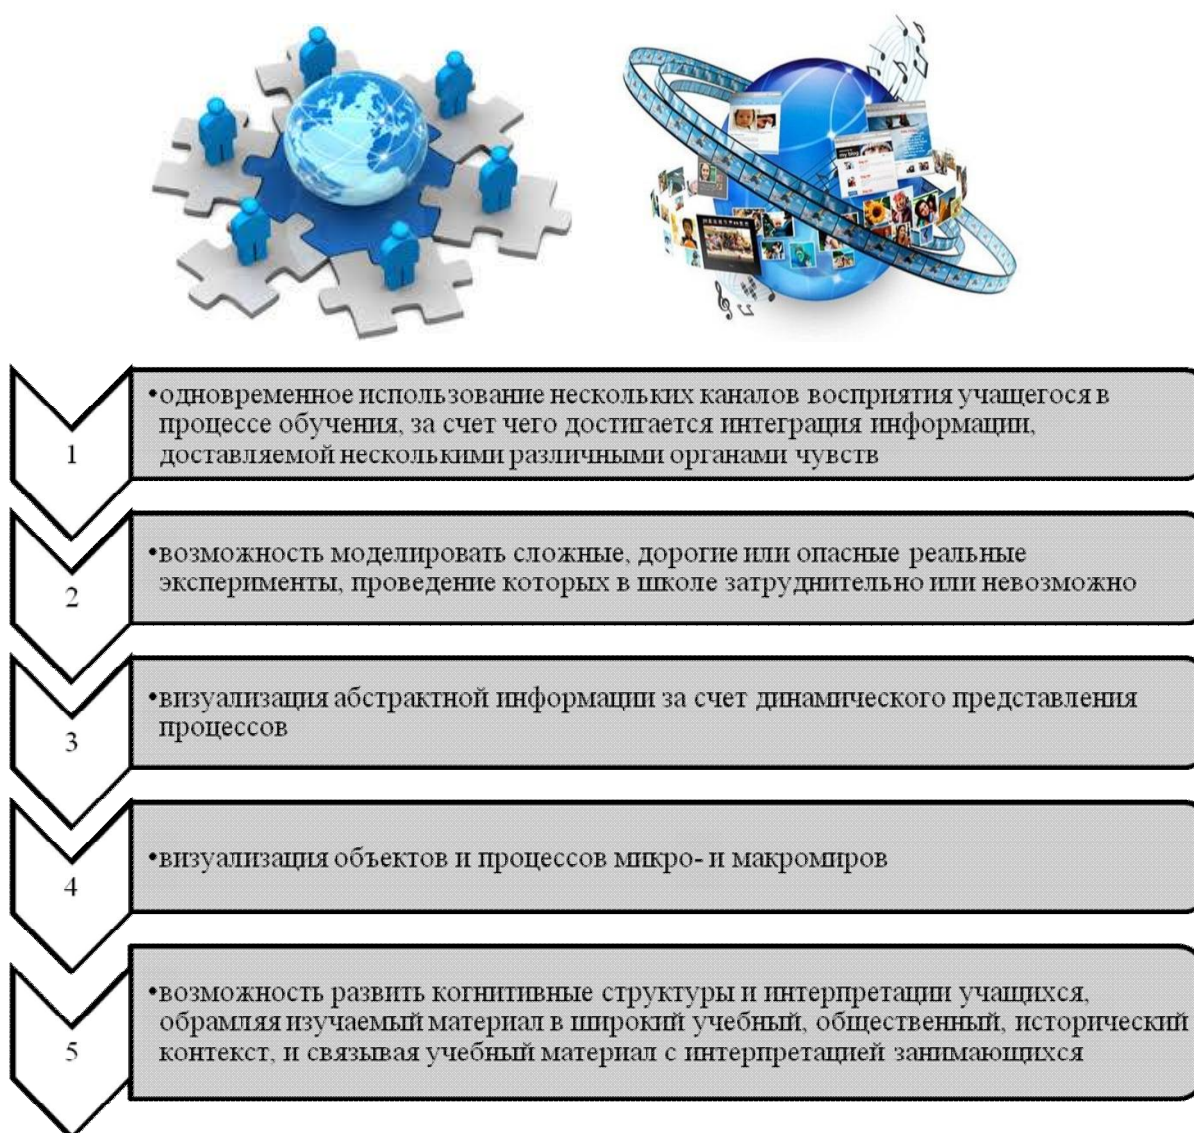 my blog
1
•одновременное использование нескольких каналов восприятия учащегося в
процессе обучения, за счет чего достигается интеграция информации,
доставляемой несколькими различными органами чувств
2
•возможность моделировать сложные, дорогие или опасные реальные
эксперименты, проведение которых в школе затруднительно или невозможно
3
•визуализация абстрактной информации за счет динамического представления
процессов
4
•визуализация объектов и процессов микро- и макромиров
5
•возможность развить когнитивные структуры и интерпретации учащихся,
обрамляя изучаемый материал в широкий учебный, общественный, исторический
контекст, и связывая учебный материал с интерпретацией занимающихся